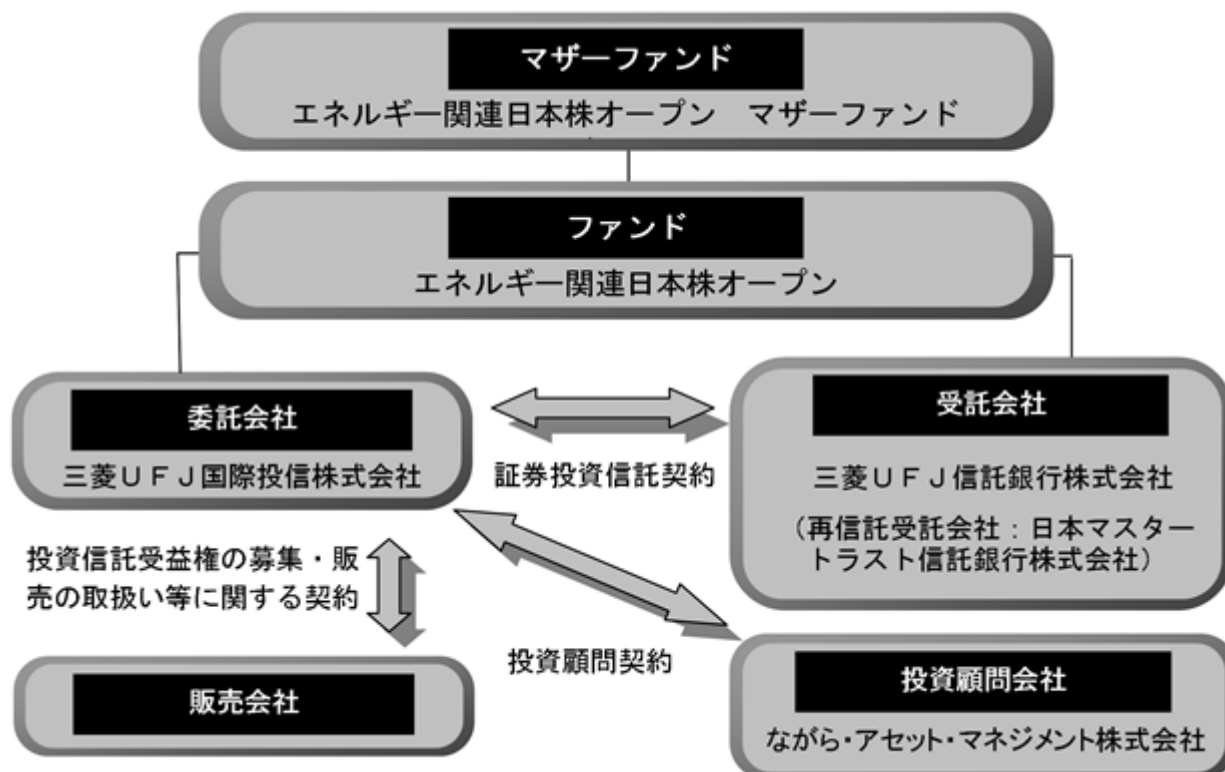 マザーファンド
エネルギー関連日本株オープン　マザーファンド
ファンド
エネルギー関連日本株オープン
委託会社
三菱ＵＦＪ国際投信株式会社
証券投資信託契約
受託会社
三菱ＵＦＪ信託銀行株式会社
（再信託受託会社：日本マスター
トラスト信託銀行株式会社）
投資信託受益権の募集・販
売の取扱い等に関する契約
投資顧問契約
販売会社
投資顧問会社
ながら・アセット・マネジメント株式会社